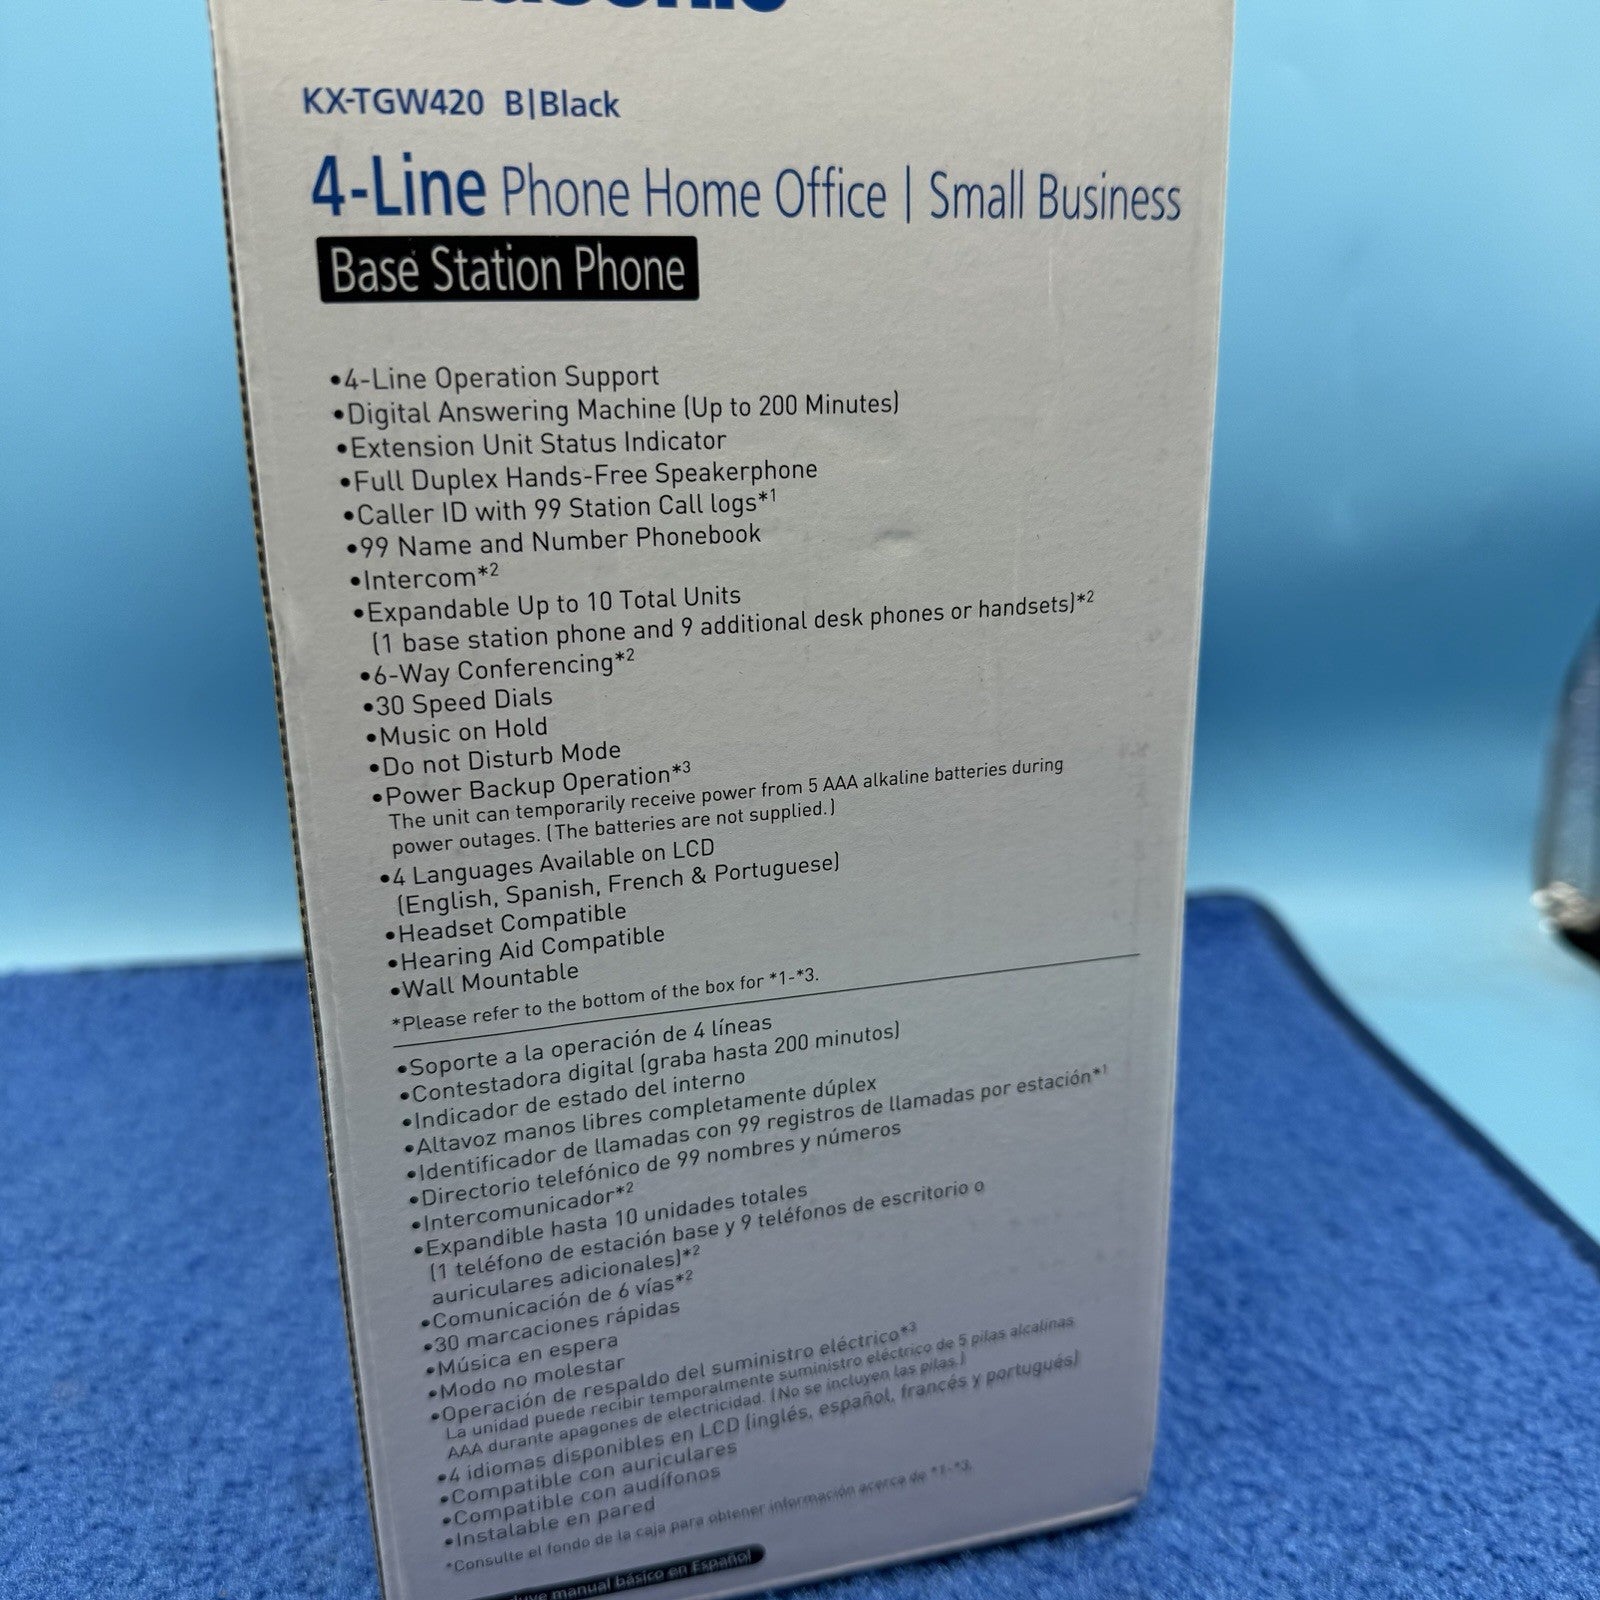 KX-TGW420 B|Black
4-Line Phone Home Office | Small Business
Base Station Phone
•4-Line Operation Support
•Digital Answering Machine (Up to 200 Minutes)
•Extension Unit Status Indicator
•Full Duplex Hands-Free Speakerphone
•Caller ID with 99 Station Call logs*1
•99 Name and Number Phonebook
•Intercom*2
•Expandable Up to 10 Total Units
(1 base station phone and 9 additional desk phones or handsets)*2
•6-Way Conferencing*2
•30 Speed Dials
•Music on Hold
•Do not Disturb Mode
•Power Backup Operation*3
The unit can temporarily receive power from 5 AAA alkaline batteries during
power outages. (The batteries are not supplied.)
•4 Languages Available on LCD
(English, Spanish, French & Portuguese)
•Headset Compatible
•Hearing Aid Compatible
•Wall Mountable
*Please refer to the bottom of the box for *1-*3.
•Soporte a la operación de 4 líneas
•Contestadora digital (graba hasta 200 minutos)
•Indicador de estado del interno
•Altavoz manos libres completamente dúplex
•Identificador de llamadas con 99 registros de llamadas por estación*1
•Directorio telefónico de 99 nombres y números
•Intercomunicador*2
•Expandible hasta 10 unidades totales
(1 teléfono de estación base y 9 teléfonos de escritorio o
auriculares adicionales)*2
•Comunicación de 6 vías*2
•30 marcaciones rápidas
•Música en espera
•Modo no molestar
•Operación de respaldo del suministro eléctrico*3
La unidad puede recibir temporalmente suministro eléctrico de 5 pilas alcalinas
AAA durante apagones de electricidad. (No se incluyen las pilas.)
•4 idiomas disponibles en LCD (inglés, español, francés y portugués)
•Compatible con auriculares
•Compatible con audífonos
•Instalable en pared
*Consulte el fondo de la caja para obtener información acerca de *1-*3.
manual básico en Español